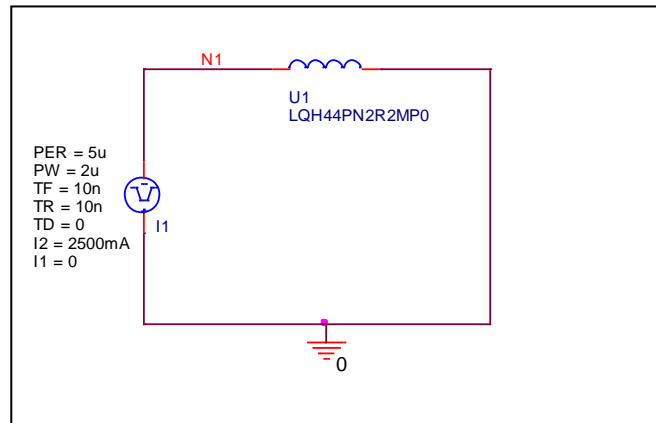 N1
U1
LQH44PN2R2MP0
PER = 5u
PW = 2u
TF = 10n
TR = 10n
TD = 0
I1
I2 = 2500mA
I1 = 0
0